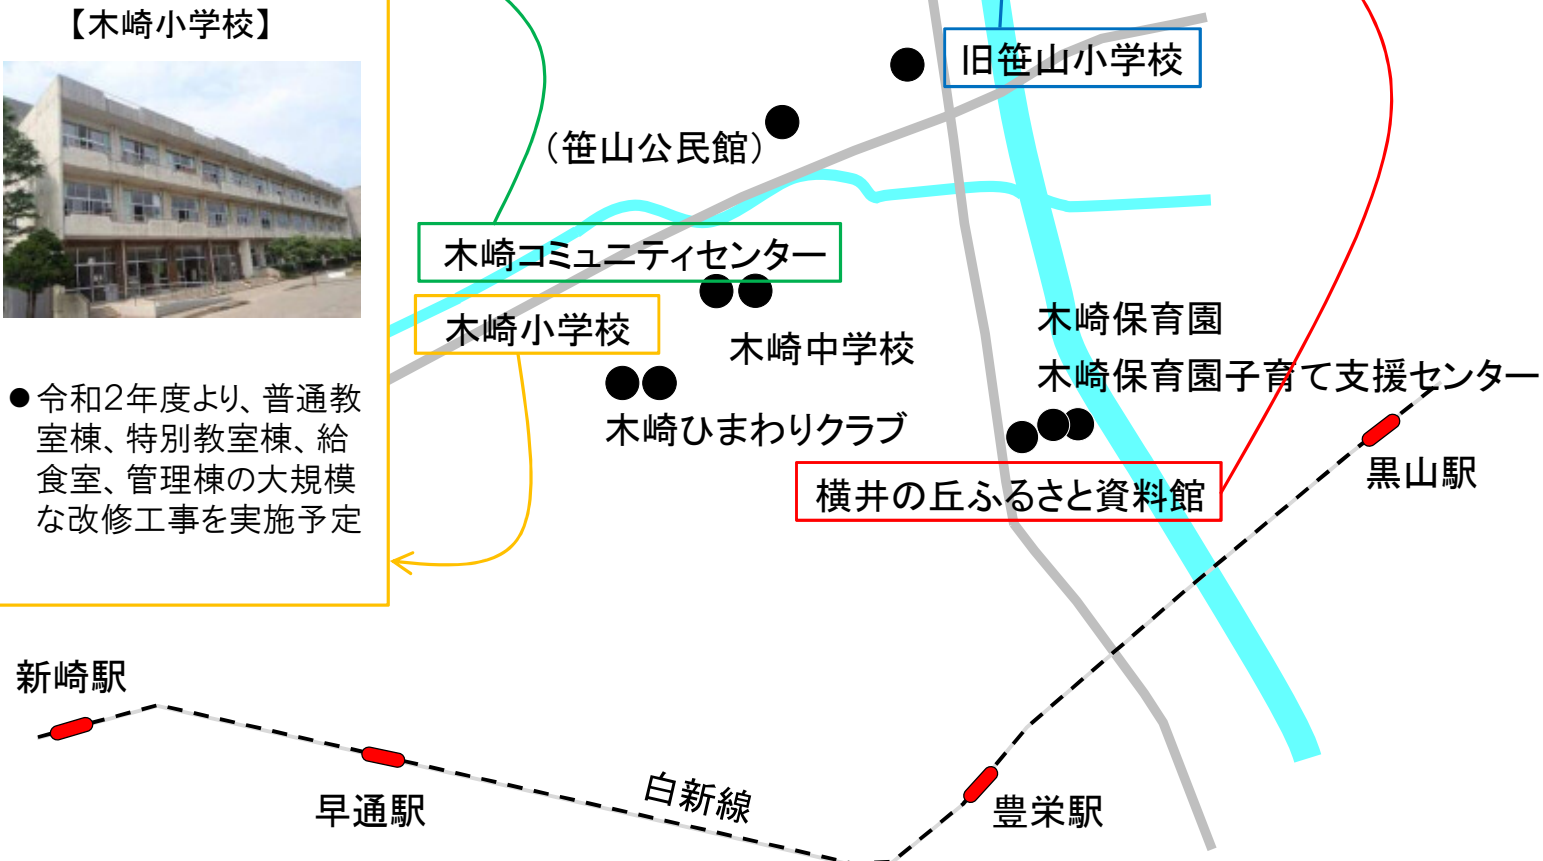 【木崎小学校】
旧笹山小学校
(笹山公民館)
木崎コミュニティセンター
木崎小学校
木崎中学校
木崎保育園
木崎保育園子育て支援センター
木崎ひまわりクラブ
横井の丘ふるさと資料館
黒山駅
●令和2年度より、普通教
室棟、特別教室棟、給
食室、管理棟の大規模
な改修工事を実施予定
新崎駅
早通駅
白新線
豊栄駅